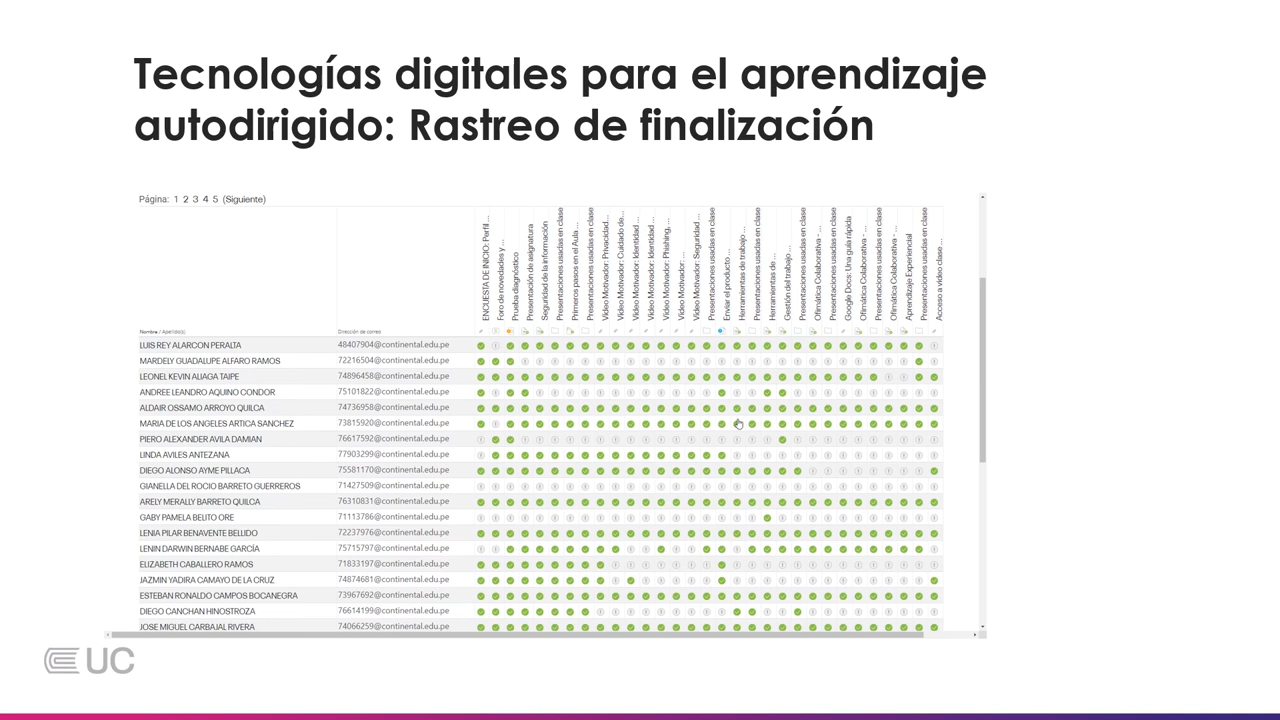 Tecnologías digitales para el aprendizaje
autodirigido: Rastreo de finalización
Página: 1 2 3 4 5 (Siguiente)
ENCUESTA DE INICIO: Perfil ...
Foro de novedades y ...
Prueba diagnóstico
Presentación de asignatura
Seguridad de la información
Presentaciones usadas en clase
Primeros pasos en el Aula ...
Presentaciones usadas en clase
Video Motivador: Privacidad...
Video Motivador: Cuidado de...
Video Motivador: Identidad ...
Video Motivador: Identidad ...
Video Motivador: Phishing, ...
Video Motivador: ...
Video Motivador: Seguridad ...
Presentaciones usadas en clase
Enviar el producto ...
Herramientas de trabajo ...
Presentaciones usadas en clase
Herramientas de ...
Gestión del trabajo ...
Presentaciones usadas en clase
Ofimática Colaborativa - ...
Presentaciones usadas en clase
Google Docs: Una guía rápida
Ofimática Colaborativa - ...
Presentaciones usadas en clase
Ofimática Colaborativa - ...
Aprendizaje Experiencial
Presentaciones usadas en clase
Acceso a video clase ...
Nombre / Apellido(s) Dirección de correo
LUIS REY ALARCON PERALTA 48407904@continental.edu.pe
MARDELY GUADALUPE ALFARO RAMOS 72216504@continental.edu.pe
LEONEL KEVIN ALIAGA TAIPE 74896458@continental.edu.pe
ANDREE LEANDRO AQUINO CONDOR 75101822@continental.edu.pe
ALDAIR OSSAMO ARROYO QUILCA 74736958@continental.edu.pe
MARIA DE LOS ANGELES ARTICA SANCHEZ 73815920@continental.edu.pe
PIERO ALEXANDER AVILA DAMIAN 76617592@continental.edu.pe
LINDA AVILES ANTEZANA 77903299@continental.edu.pe
DIEGO ALONSO AYME PILLACA 75581170@continental.edu.pe
GIANELLA DEL ROCIO BARRETO GUERREROS 71427509@continental.edu.pe
ARELY MERALLY BARRETO QUILCA 76310831@continental.edu.pe
GABY PAMELA BELITO ORE 71113786@continental.edu.pe
LENIA PILAR BENAVENTE BELLIDO 72237976@continental.edu.pe
LENIN DARWIN BERNABE GARCÍA 75715797@continental.edu.pe
ELIZABETH CABALLERO RAMOS 71833197@continental.edu.pe
JAZMIN YADIRA CAMAYO DE LA CRUZ 74874681@continental.edu.pe
ESTEBAN RONALDO CAMPOS BOCANEGRA 73967692@continental.edu.pe
DIEGO CANCHAN HINOSTROZA 76614199@continental.edu.pe
JOSE MIGUEL CARBAJAL RIVERA 74066259@continental.edu.pe
UC